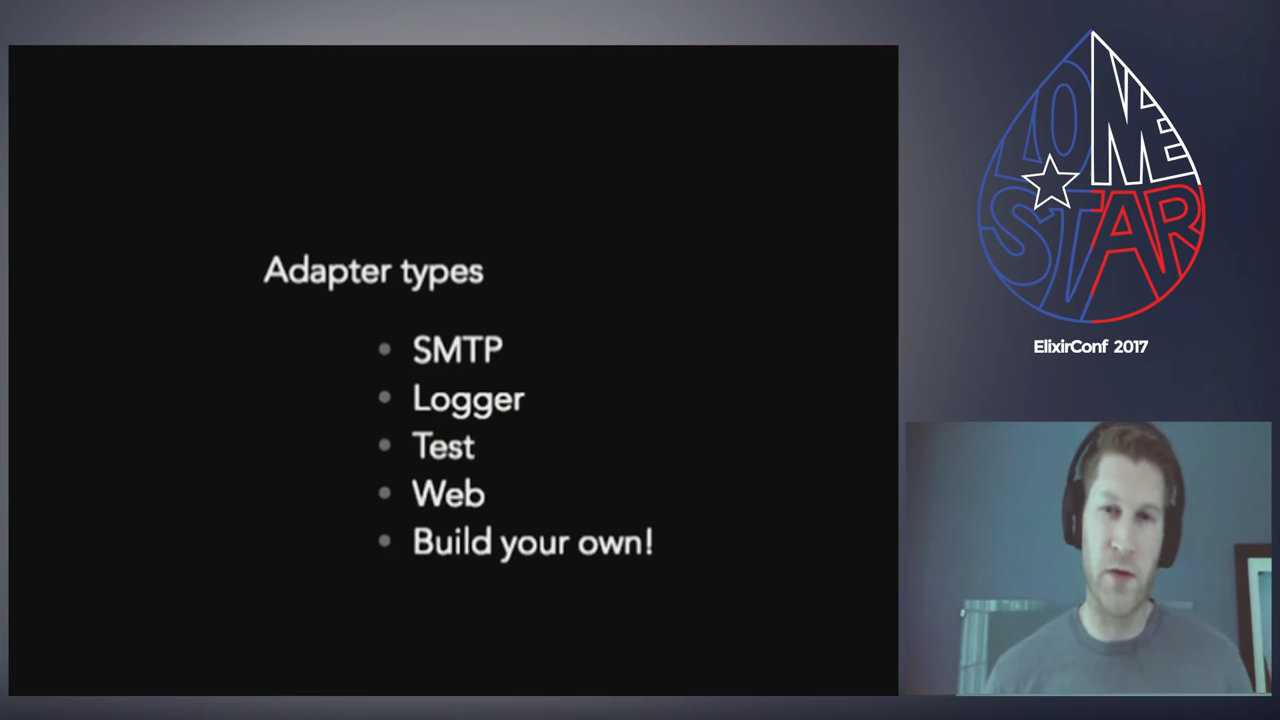 Adapter types
SMTP
Logger
Test
Web
Build your own!
LONE
STAR
ElixirConf 2017